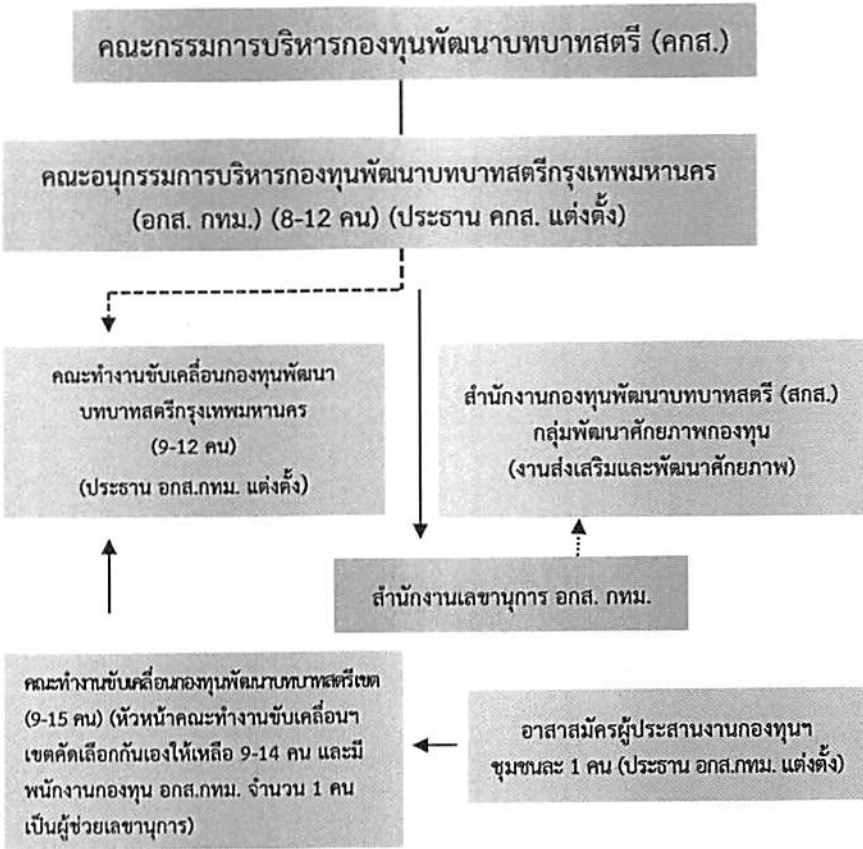 คณะกรรมการบริหารกองทุนพัฒนาบทบาทสตรี (คกส.)
คณะอนุกรรมการบริหารกองทุนพัฒนาบทบาทสตรีกรุงเทพมหานคร
(อกส. กทม.) (8-12 คน) (ประธาน คกส. แต่งตั้ง)
คณะทำงานขับเคลื่อนกองทุนพัฒนา
บทบาทสตรีกรุงเทพมหานคร
(9-12 คน)
(ประธาน อกส.กทม. แต่งตั้ง)
สำนักงานกองทุนพัฒนาบทบาทสตรี (สกส.)
กลุ่มพัฒนาศักยภาพกองทุน
(งานส่งเสริมและพัฒนาศักยภาพ)
สำนักงานเลขานุการ อกส. กทม.
คณะทำงานขับเคลื่อนกองทุนพัฒนาบทบาทสตรีเขต
(9-15 คน) (หัวหน้าคณะทำงานขับเคลื่อนฯ
เขตคัดเลือกกันเองให้เหลือ 9-14 คน และมี
พนักงานกองทุน อกส.กทม. จำนวน 1 คน
เป็นผู้ช่วยเลขานุการ)
อาสาสมัครผู้ประสานงานกองทุนฯ
ชุมชนละ 1 คน (ประธาน อกส.กทม. แต่งตั้ง)